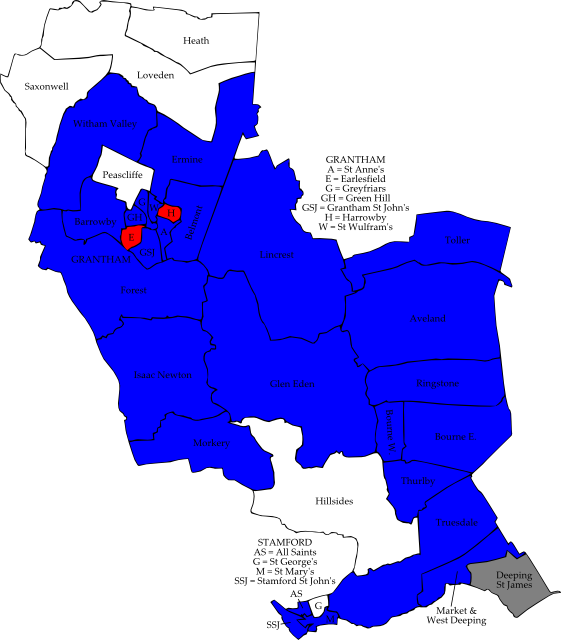 Heath
Loveden
Saxonwell
Witham Valley
Ermine
GRANTHAM
A = St Anne's
E = Earlesfield
G = Greyfriars
GH = Green Hill
GSJ = Grantham St John's
H = Harrowby
W = St Wulfram's
Peascliffe
G
GH
H
Barrowby
E
A
GSJ
GRANTHAM
Toller
Lincrest
Forest
Aveland
Isaac Newton
Glen Eden
Ringstone
Bourne W
Bourne E
Morkery
Thurlby
Hillsides
Truesdale
STAMFORD
AS = All Saints
G = St George's
M = St Mary's
SSJ = Stamford St John's
Deeping
St James
AS
G
M
SSJ
Market &
West Deeping